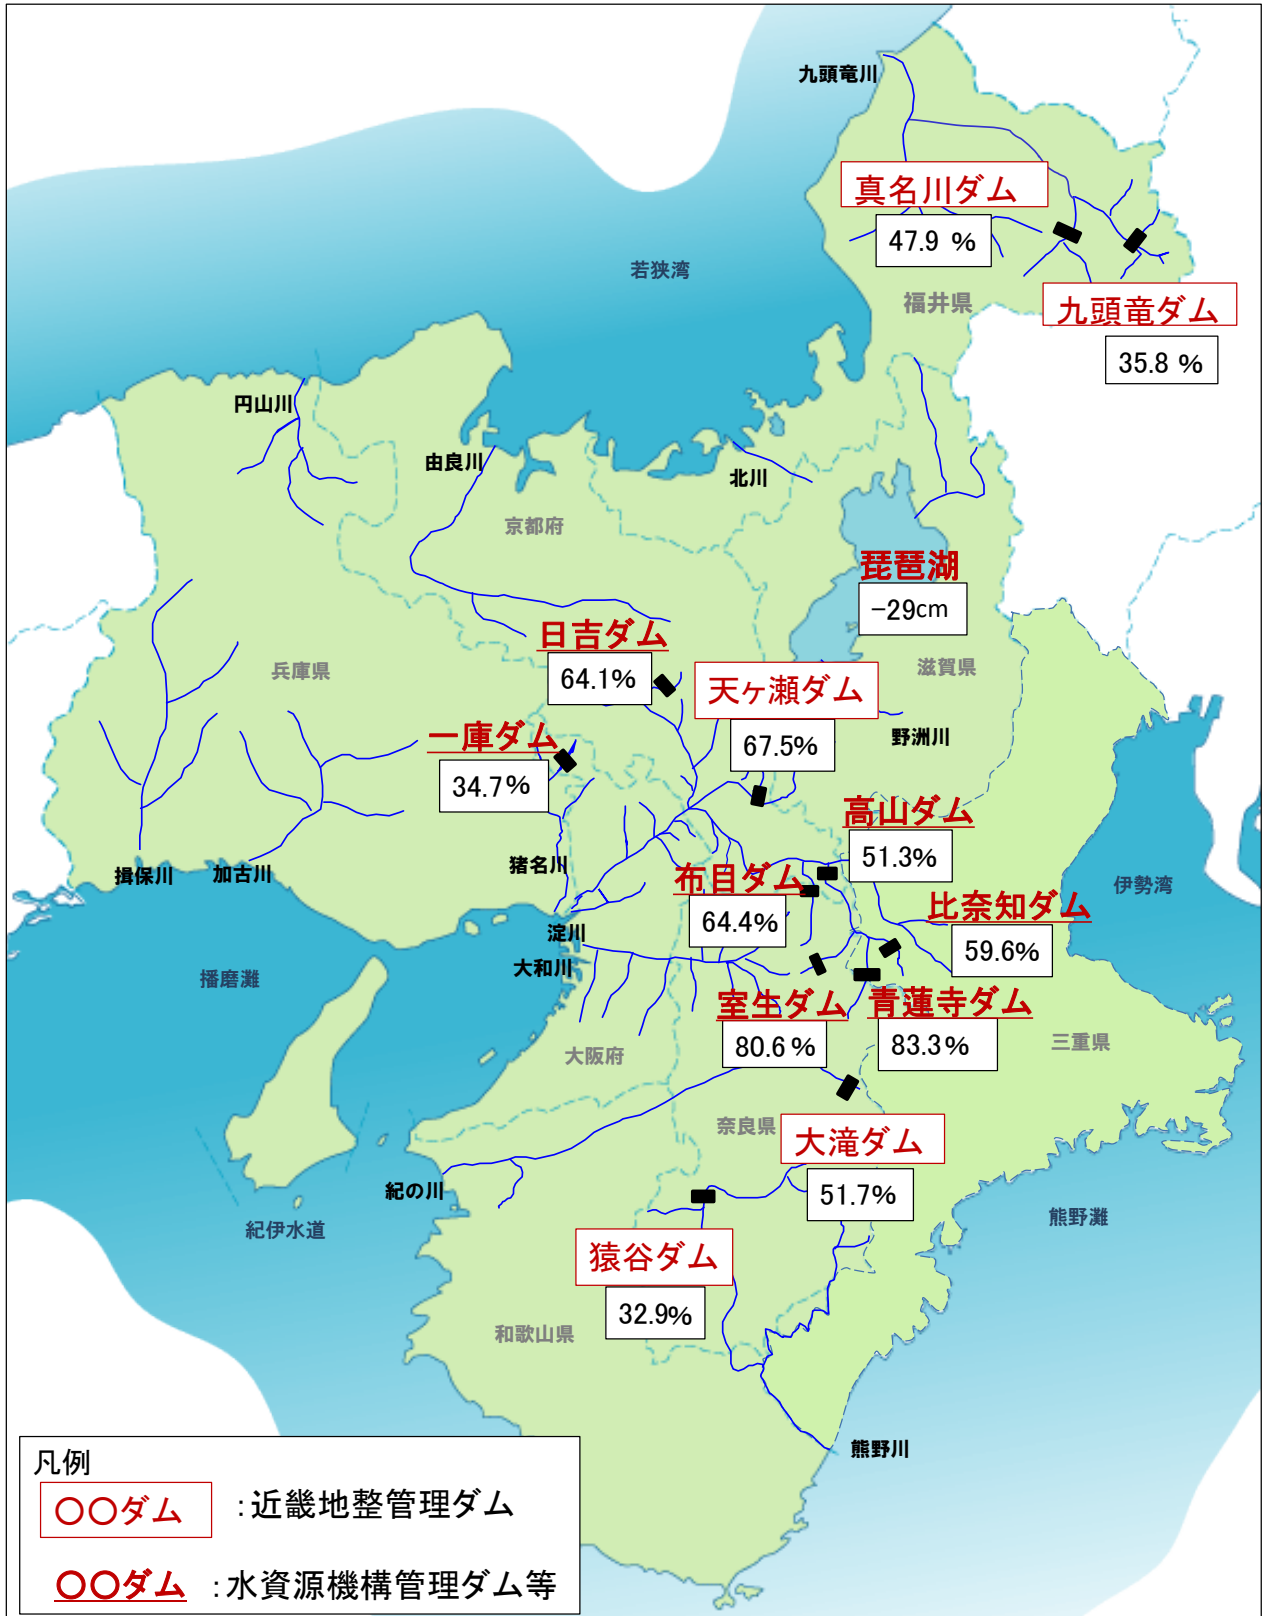 九頭竜川
真名川ダム
47.9 %
若狭湾
福井県
九頭竜ダム
35.8 %
円山川
由良川
北川
京都府
琵琶湖
−29cm
日吉ダム
64.1%
兵庫県
滋賀県
天ヶ瀬ダム
67.5%
野洲川
一庫ダム
34.7%
高山ダム
51.3%
猪名川
揖保川
加古川
布目ダム
64.4%
伊勢湾
比奈知ダム
59.6%
淀川
大和川
播磨灘
室生ダム
80.6%
青蓮寺ダム
83.3%
大阪府
三重県
奈良県
大滝ダム
51.7%
紀の川
紀伊水道
熊野灘
猿谷ダム
32.9%
和歌山県
熊野川
凡例
〇〇ダム :近畿地整管理ダム
〇〇ダム :水資源機構管理ダム等